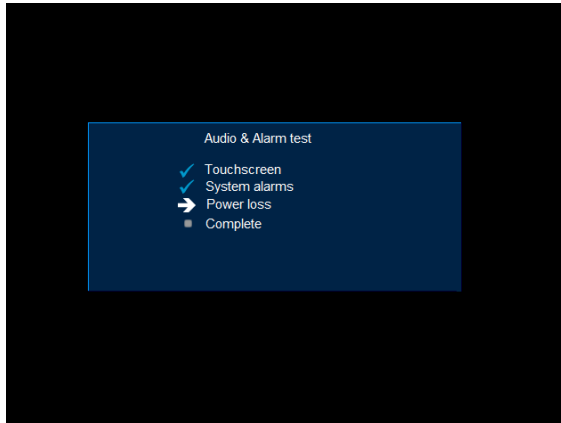 Audio & Alarm test
Touchscreen
System alarms
Power loss
Complete